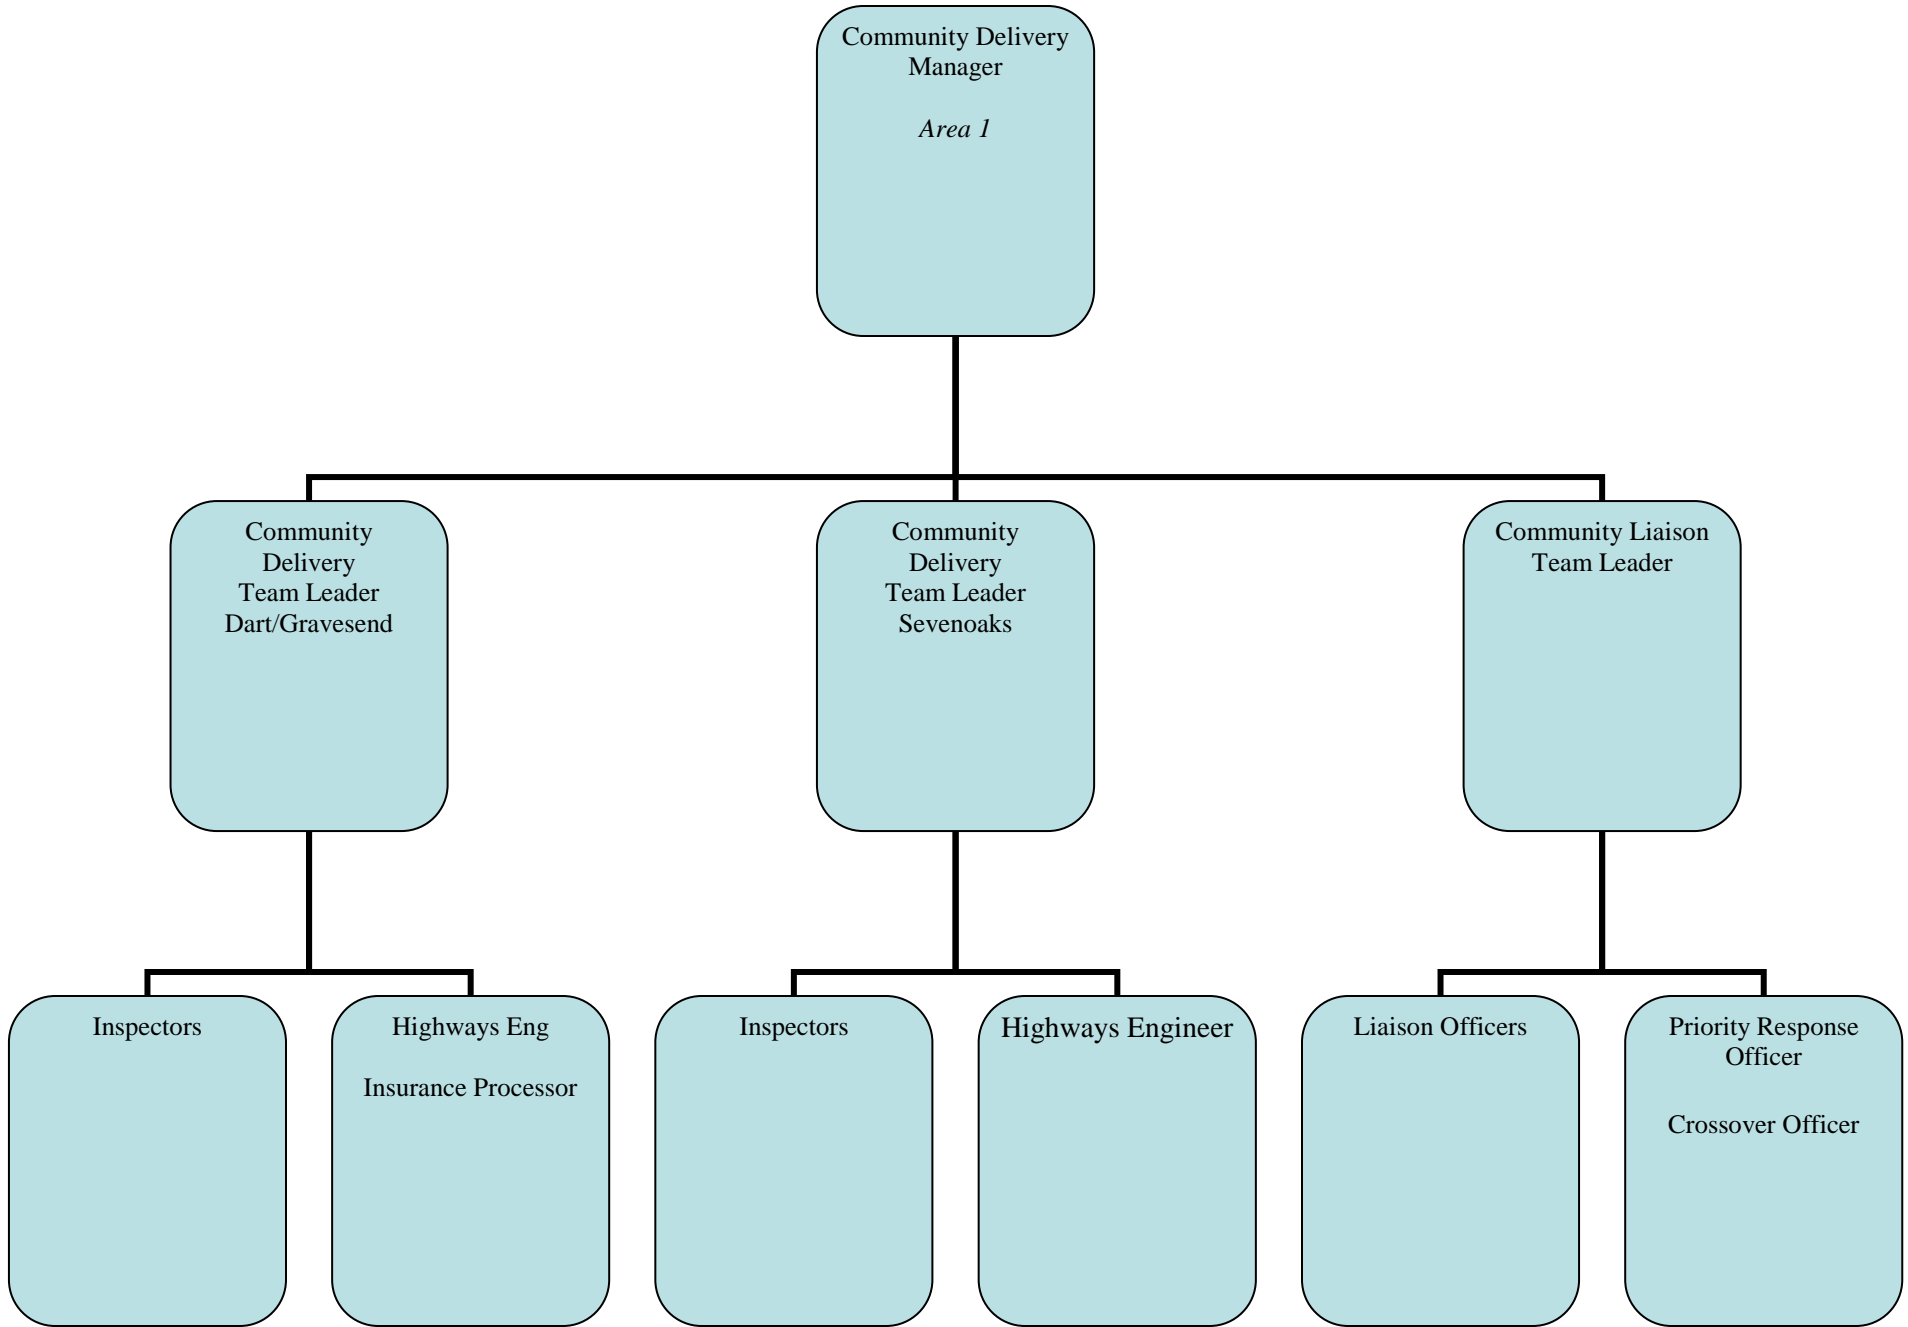 Community Delivery
Manager
Area 1
Community
Delivery
Team Leader
Dart/Gravesend
Community
Delivery
Team Leader
Sevenoaks
Community Liaison
Team Leader
Inspectors
Highways Eng
Insurance Processor
Inspectors
Highways Engineer
Liaison Officers
Priority Response
Officer
Crossover Officer